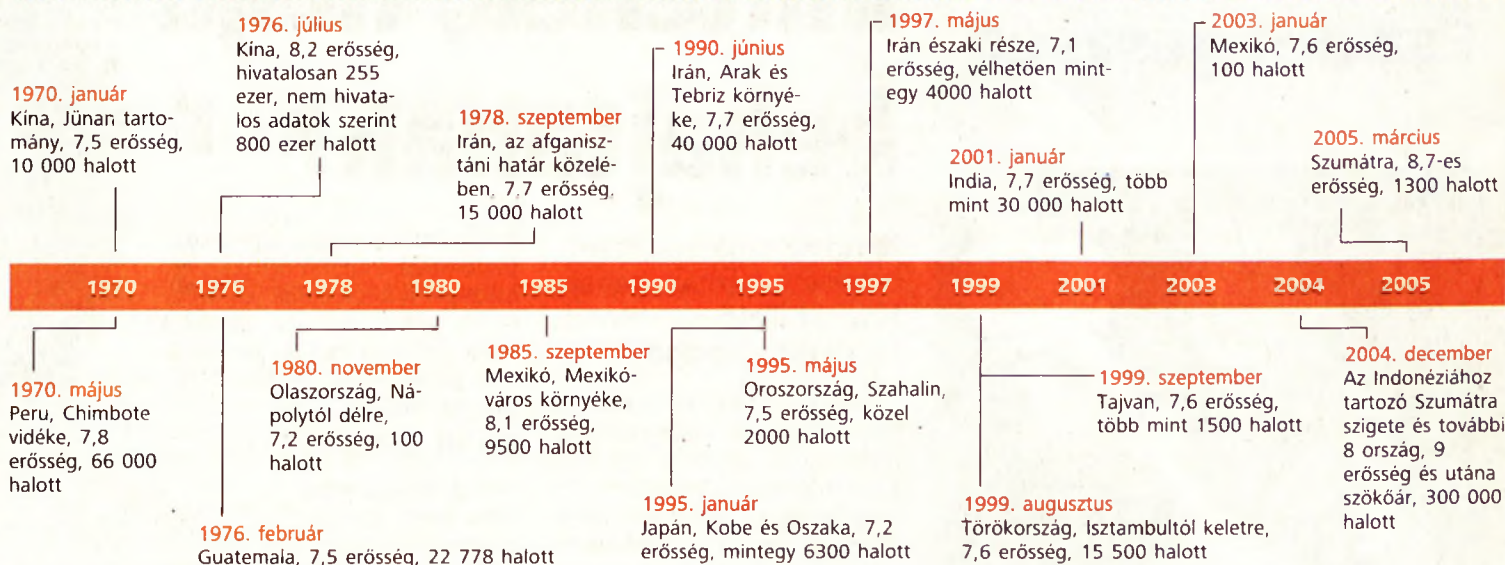 1970. január
Kína, Jünan tarto-
mány, 7,5 erősség,
10 000 halott
1976. július
Kína, 8,2 erősség,
hivatalosan 255
ezer, nem hivata-
los adatok szerint
800 ezer halott
1978. szeptember
Irán, az afganisz-
táni határ közelé-
ben, 7,7 erősség,
15 000 halott
1990. június
Irán, Arak és
Tebriz környé-
ke, 7,7 erősség,
40 000 halott
1997. május
Irán északi része, 7,1
erősség, vélhetöen mint-
egy 4000 halott
2001. január
India, 7,7 erősség, több
mint 30 000 halott
2003. január
Mexikó, 7,6 erősség,
100 halott
2005. március
Szumátra, 8,7-es
erősség, 1300 halott
1970 1976 1978 1980 1985 1990 1995 1997 1999 2001 2003 2004 2005
1970. május
Peru, Chimbote
vidéke, 7,8
erősség, 66 000
halott
1976. február
Guatemala, 7,5 erősség, 22 778 halott
1980. november
Olaszország, Ná-
polytól délre,
7,2 erősség, 100
halott
1985. szeptember
Mexikó, Mexikó-
város környéke,
8,1 erősség,
9500 halott
1995. január
Japán, Kobe és Oszaka, 7,2
erősség, mintegy 6300 halott
1995. május
Oroszország, Szahalin,
7,5 erősség, közel
2000 halott
1999. szeptember
Tajvan, 7,6 erősség,
több mint 1500 halott
1999. augusztus
Törökország, Isztambultól keletre,
7,6 erősség, 15 500 halott
2004. december
Az Indonéziához
tartozó Szumátra
szigete és további
8 ország, 9
erősség és utána
szökőár, 300 000
halott